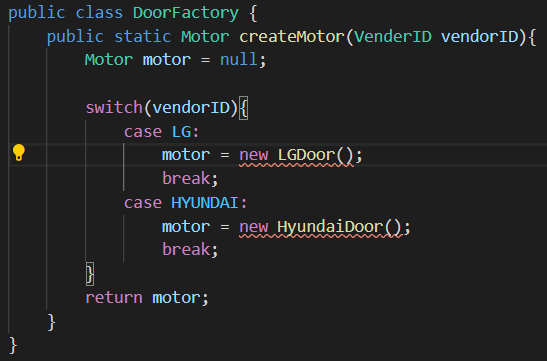 public class DoorFactory {
    public static Motor createMotor(VenderID vendorID){
        Motor motor = null;

        switch(vendorID){
            case LG:
                motor = new LGDoor();
                break;
            case HYUNDAI:
                motor = new HyundaiDoor();
                break;
        }
        return motor;
    }
}